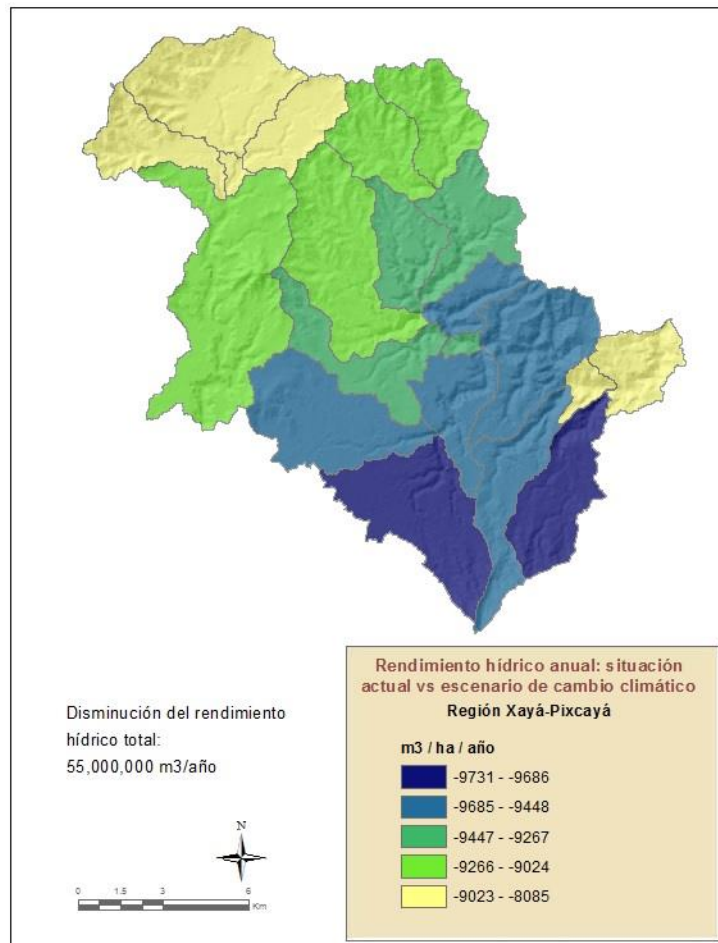 Disminución del rendimiento
hídrico total:
55,000,000 m3/año
N
0 1.5 3 6
Km
Rendimiento hídrico anual: situación
actual vs escenario de cambio climático
Región Xayá-Pixcayá
m3 / ha / año
-9731 - -9686
-9685 - -9448
-9447 - -9267
-9266 - -9024
-9023 - -8085